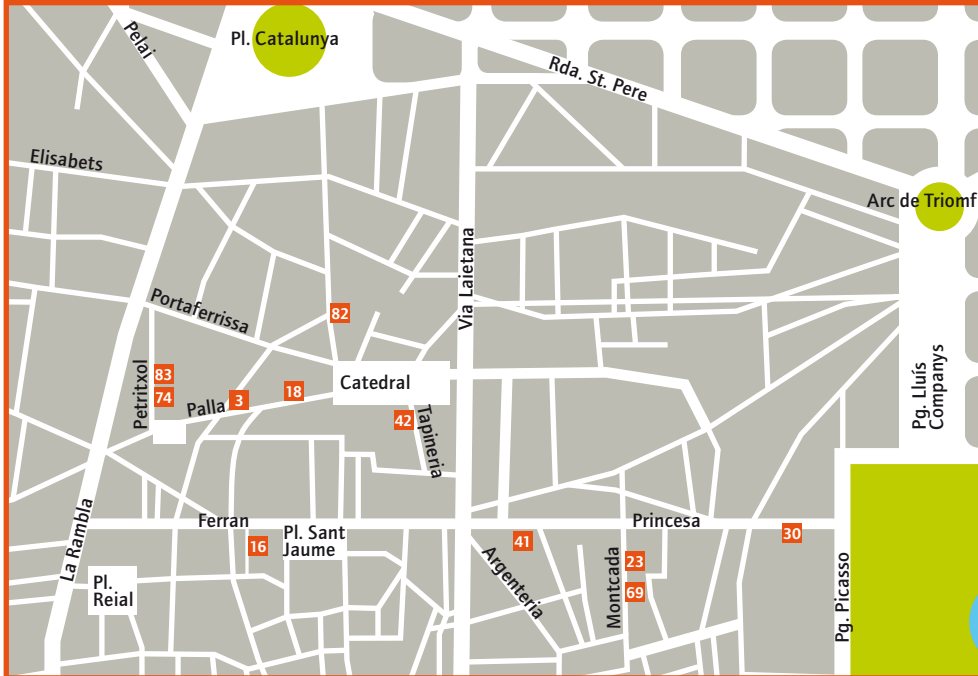 Pelai
Pl. Catalunya
Rda. St. Pere
Elisabets
Arc de Triomf
Via Laietana
Portaferrissa
82
Petritxol
83
74
Palla
3
18
Catedral
42
Tapineria
Pg. Lluís
Companys
La Rambla
Ferran
16
Pl. Sant
Jaume
Argenteria
41
Princesa
30
Montcada
23
69
Pl.
Reial
Pg. Picasso